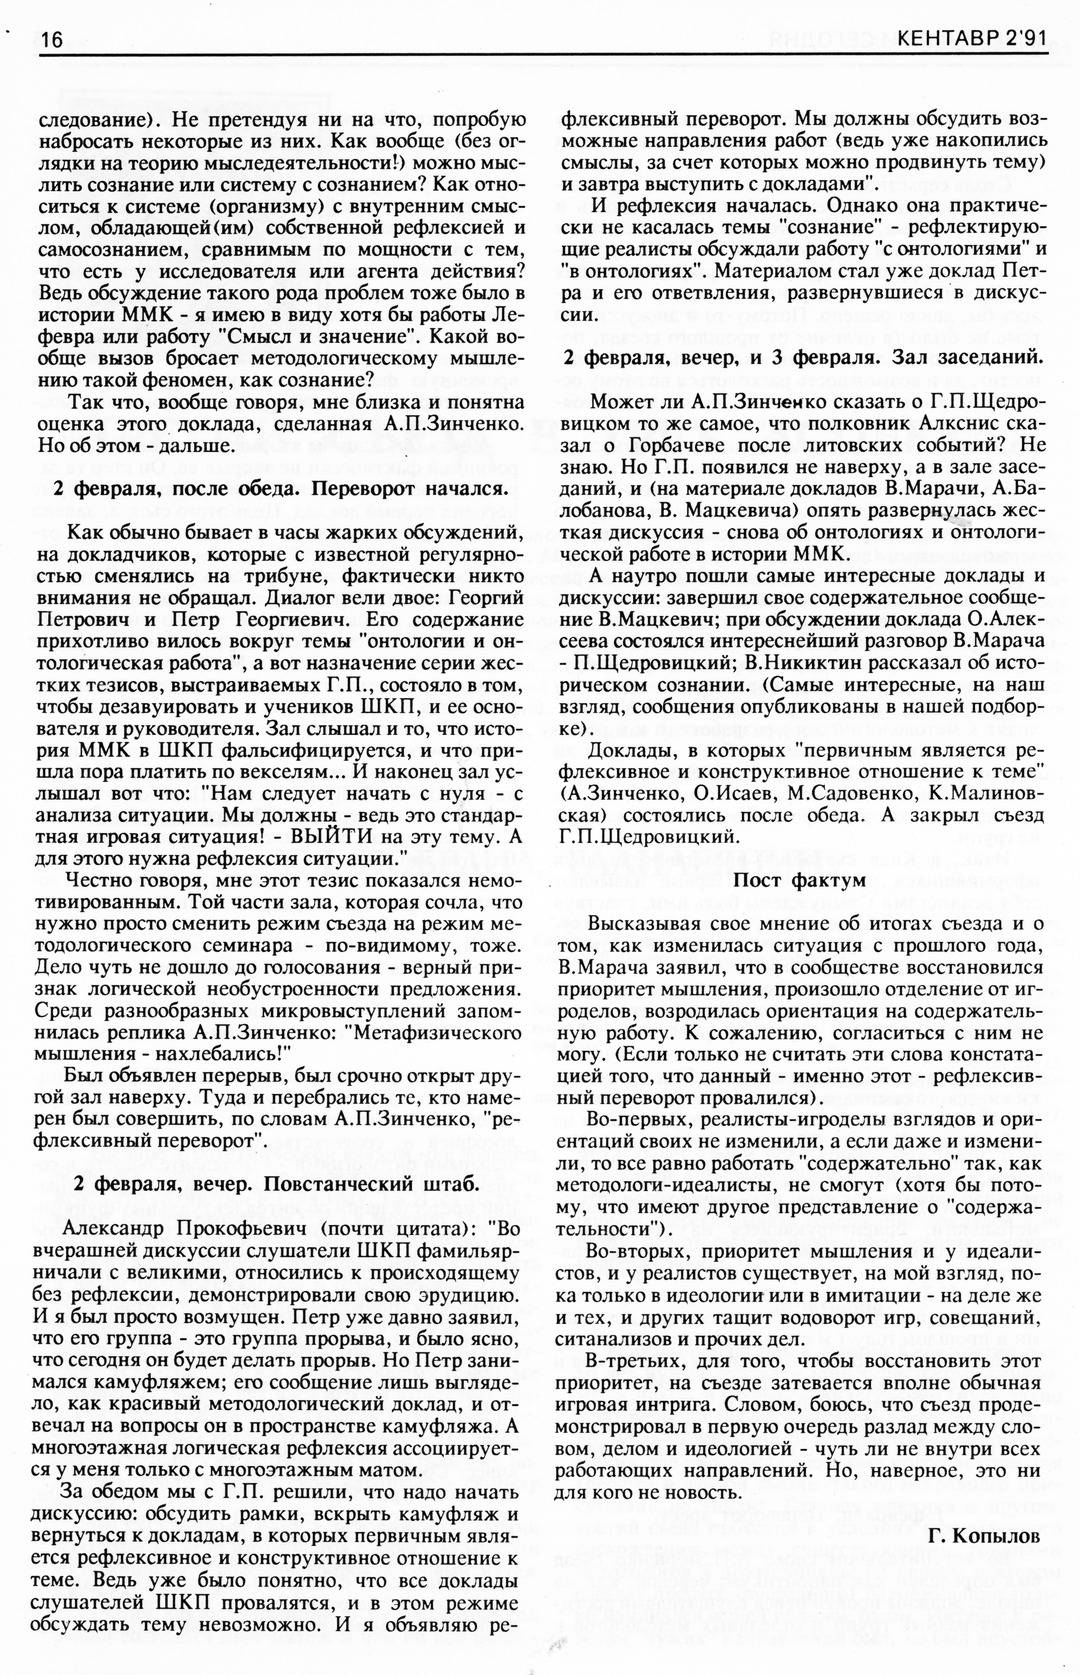 16
КЕНТАВР 2'91
следование). Не претендуя ни на что, попробую
набросать некоторые из них. Как вообще (без ог-
лядки на теорию мыследеятельности!) можно мыс-
лить сознание или систему с сознанием? Как отно-
ситься к системе (организму) с внутренним смыс-
лом, обладающей(им) собственной рефлексией и
самосознанием, сравнимым по мощности с тем,
что есть у исследователя или агента действия?
Ведь обсуждение такого рода проблем тоже было в
истории ММК - я имею в виду хотя бы работы Ле-
февра или работу "Смысл и значение". Какой во-
обще вызов бросает методологическому мышле-
нию такой феномен, как сознание?
Так что, вообще говоря, мне близка и понятна
оценка этого доклада, сделанная А.П.Зинченко.
Но об этом - дальше.
2 февраля, после обеда. Переворот начался.
Как обычно бывает в часы жарких обсуждений,
на докладчиков, которые с известной регулярно-
стью сменялись на трибуне, фактически никто
внимания не обращал. Диалог вели двое: Георгий
Петрович и Петр Георгиевич. Его содержание
прихотливо вилось вокруг темы "онтологии и он-
тологическая работа", а вот назначение серии жес-
тких тезисов, выстраиваемых Г.П., состояло в том,
чтобы дезавуировать и учеников ШКП, и ее осно-
вателя и руководителя. Зал слышал и то, что исто-
рия ММК в ШКП фальсифицируется, и что при-
шла пора платить по векселям... И наконец зал ус-
лышал вот что: "Нам следует начать с нуля - с
анализа ситуации. Мы должны - ведь это стандар-
тная игровая ситуация! - ВЫЙТИ на эту тему. А
для этого нужна рефлексия ситуации."
Честно говоря, мне этот тезис показался немо-
тивированным. Той части зала, которая сочла, что
нужно просто сменить режим съезда на режим ме-
тодологического семинара - по-видимому, тоже.
Дело чуть не дошло до голосования - верный при-
знак логической необустроенности предложения.
Среди разнообразных микровыступлений запом-
нилась реплика А.П.Зинченко: "Метафизического
мышления - нахлебались!"
Был объявлен перерыв, был срочно открыт дру-
гой зал наверху. Туда и перебрались те, кто наме-
рен был совершить, по словам А.П.Зинченко, "ре-
флексивный переворот".
2 февраля, вечер. Повстанческий штаб.
Александр Прокофьевич (почти цитата): "Во
вчерашней дискуссии слушатели ШКП фамильяр-
ничали с великими, относились к происходящему
без рефлексии, демонстрировали свою эрудицию.
И я был просто возмущен. Петр уже давно заявил,
что его группа - это группа прорыва, и было ясно,
что сегодня он будет делать прорыв. Но Петр зани-
мался камуфляжем; его сообщение лишь выгляде-
ло, как красивый методологический доклад, и от-
вечал на вопросы он в пространстве камуфляжа. А
многоэтажная логическая рефлексия ассоциирует-
ся у меня только с многоэтажным матом.
За обедом мы с Г.П. решили, что надо начать
дискуссию: обсудить рамки, вскрыть камуфляж и
вернуться к докладам, в которых первичным явля-
ется рефлексивное и конструктивное отношение к
теме. Ведь уже было понятно, что все доклады
слушателей ШКП провалятся, и в этом режиме
обсуждать тему невозможно. И я объявляю ре-
флексивный переворот. Мы должны обсудить воз-
можные направления работ (ведь уже накопились
смыслы, за счет которых можно продвинуть тему)
и завтра выступить с докладами".
И рефлексия началась. Однако она практиче-
ски не касалась темы "сознание" - рефлектирую-
щие реалисты обсуждали работу "с онтологиями" и
"в онтологиях". Материалом стал уже доклад Пет-
ра и его ответвления, развернувшиеся в дискус-
сии.
2 февраля, вечер, и 3 февраля. Зал заседаний.
Может ли А.П.Зинченко сказать о Г.П.Щедро-
вицком то же самое, что полковник Алкснис ска-
зал о Горбачеве после литовских событий? Не
знаю. Но Г.П. появился не наверху, а в зале засе-
даний, и (на материале докладов В.Марачи, А.Ба-
лобанова, В. Мацкевича) опять развернулась жес-
ткая дискуссия - снова об онтологиях и онтологи-
ческой работе в истории ММК.
А наутро пошли самые интересные доклады и
дискуссии: завершил свое содержательное сообще-
ние В.Мацкевич; при обсуждении доклада О.Алек-
сеева состоялся интереснейший разговор В.Марача
- П.Щедровицкий; В.Никиктин рассказал об исто-
рическом сознании. (Самые интересные, на наш
взгляд, сообщения опубликованы в нашей подбор-
ке).
Доклады, в которых "первичным является ре-
флексивное и конструктивное отношение к теме"
(А.Зинченко, О.Исаев, М.Садовенко, К.Малинов-
ская) состоялись после обеда. А закрыл съезд
Г.П.Щедровицкий.
Пост фактум
Высказывая свое мнение об итогах съезда и о
том, как изменилась ситуация с прошлого года,
В.Марача заявил, что в сообществе восстановился
приоритет мышления, произошло отделение от иг-
роделов, возродилась ориентация на содержатель-
ную работу. К сожалению, согласиться с ним не
могу. (Если только не считать эти слова констата-
цией того, что данный - именно этот - рефлексив-
ный переворот провалился).
Во-первых, реалисты-игроделы взглядов и ори-
ентаций своих не изменили, а если даже и измени-
ли, то все равно работать "содержательно" так, как
методологи-идеалисты, не смогут (хотя бы пото-
му, что имеют другое представление о "содержа-
тельности").
Во-вторых, приоритет мышления и у идеали-
стов, и у реалистов существует, на мой взгляд, по-
ка только в идеологии или в имитации - на деле же
и тех, и других тащит водоворот игр, совещаний,
ситанализов и прочих дел.
В-третьих, для того, чтобы восстановить этот
приоритет, на съезде затевается вполне обычная
игровая интрига. Словом, боюсь, что съезд проде-
монстрировал в первую очередь разлад между сло-
вом, делом и идеологией - чуть ли не внутри всех
работающих направлений. Но, наверное, это ни
для кого не новость.
Г. Копылов